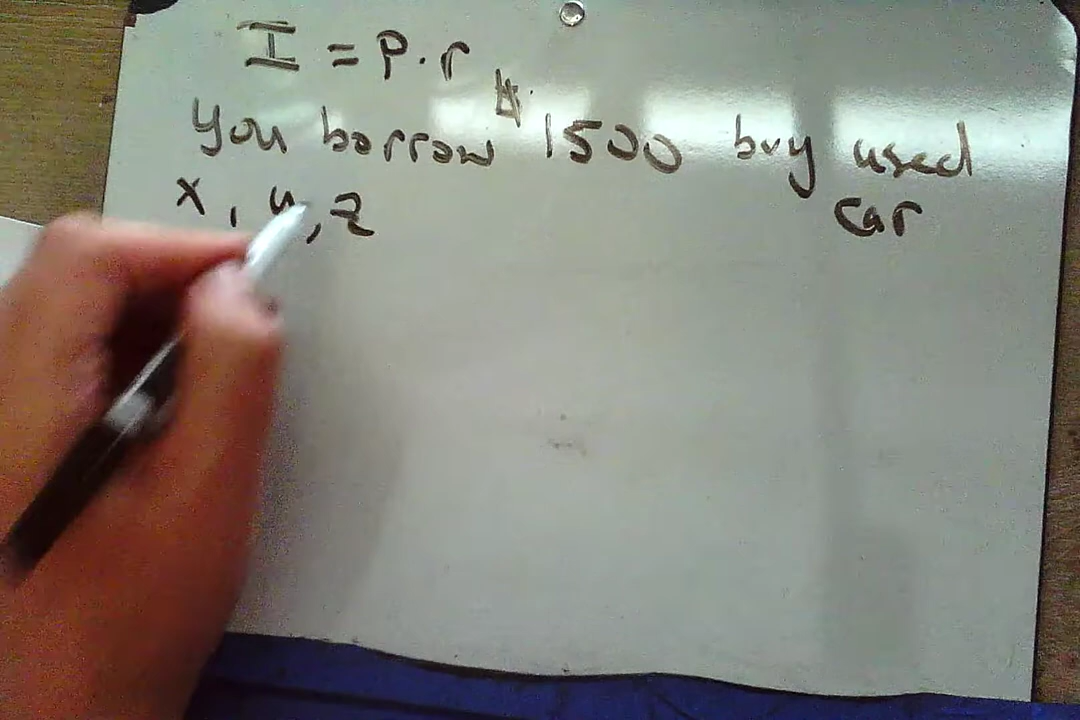 I = P.r
You borrow $1500 buy used
car
x, y, z